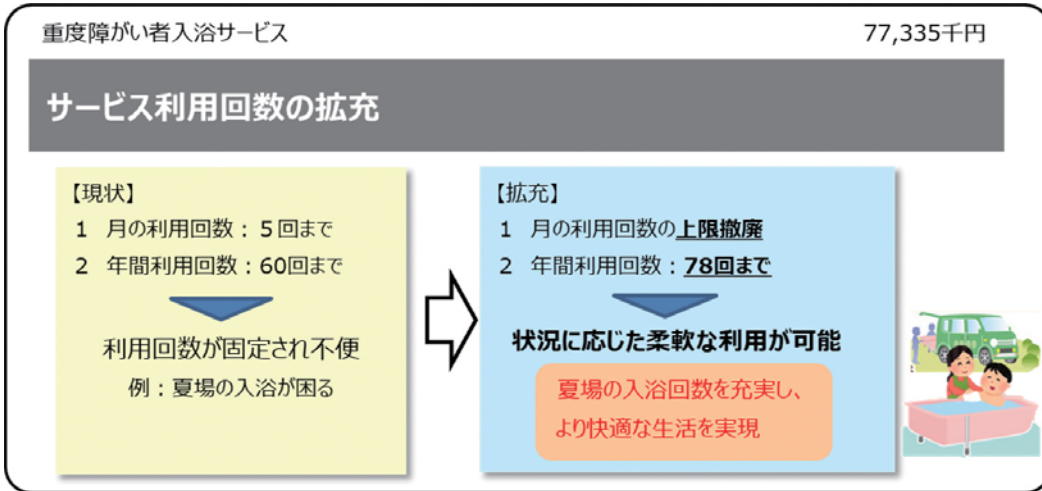 重度障がい者入浴サービス
77,335千円
サービス利用回数の拡充
【現状】
1 月の利用回数：５回まで
2 年間利用回数：60回まで
利用回数が固定され不便
例：夏場の入浴が困る
【拡充】
1 月の利用回数の上限撤廃
2 年間利用回数：78回まで
状況に応じた柔軟な利用が可能
夏場の入浴回数を充実し、
より快適な生活を実現